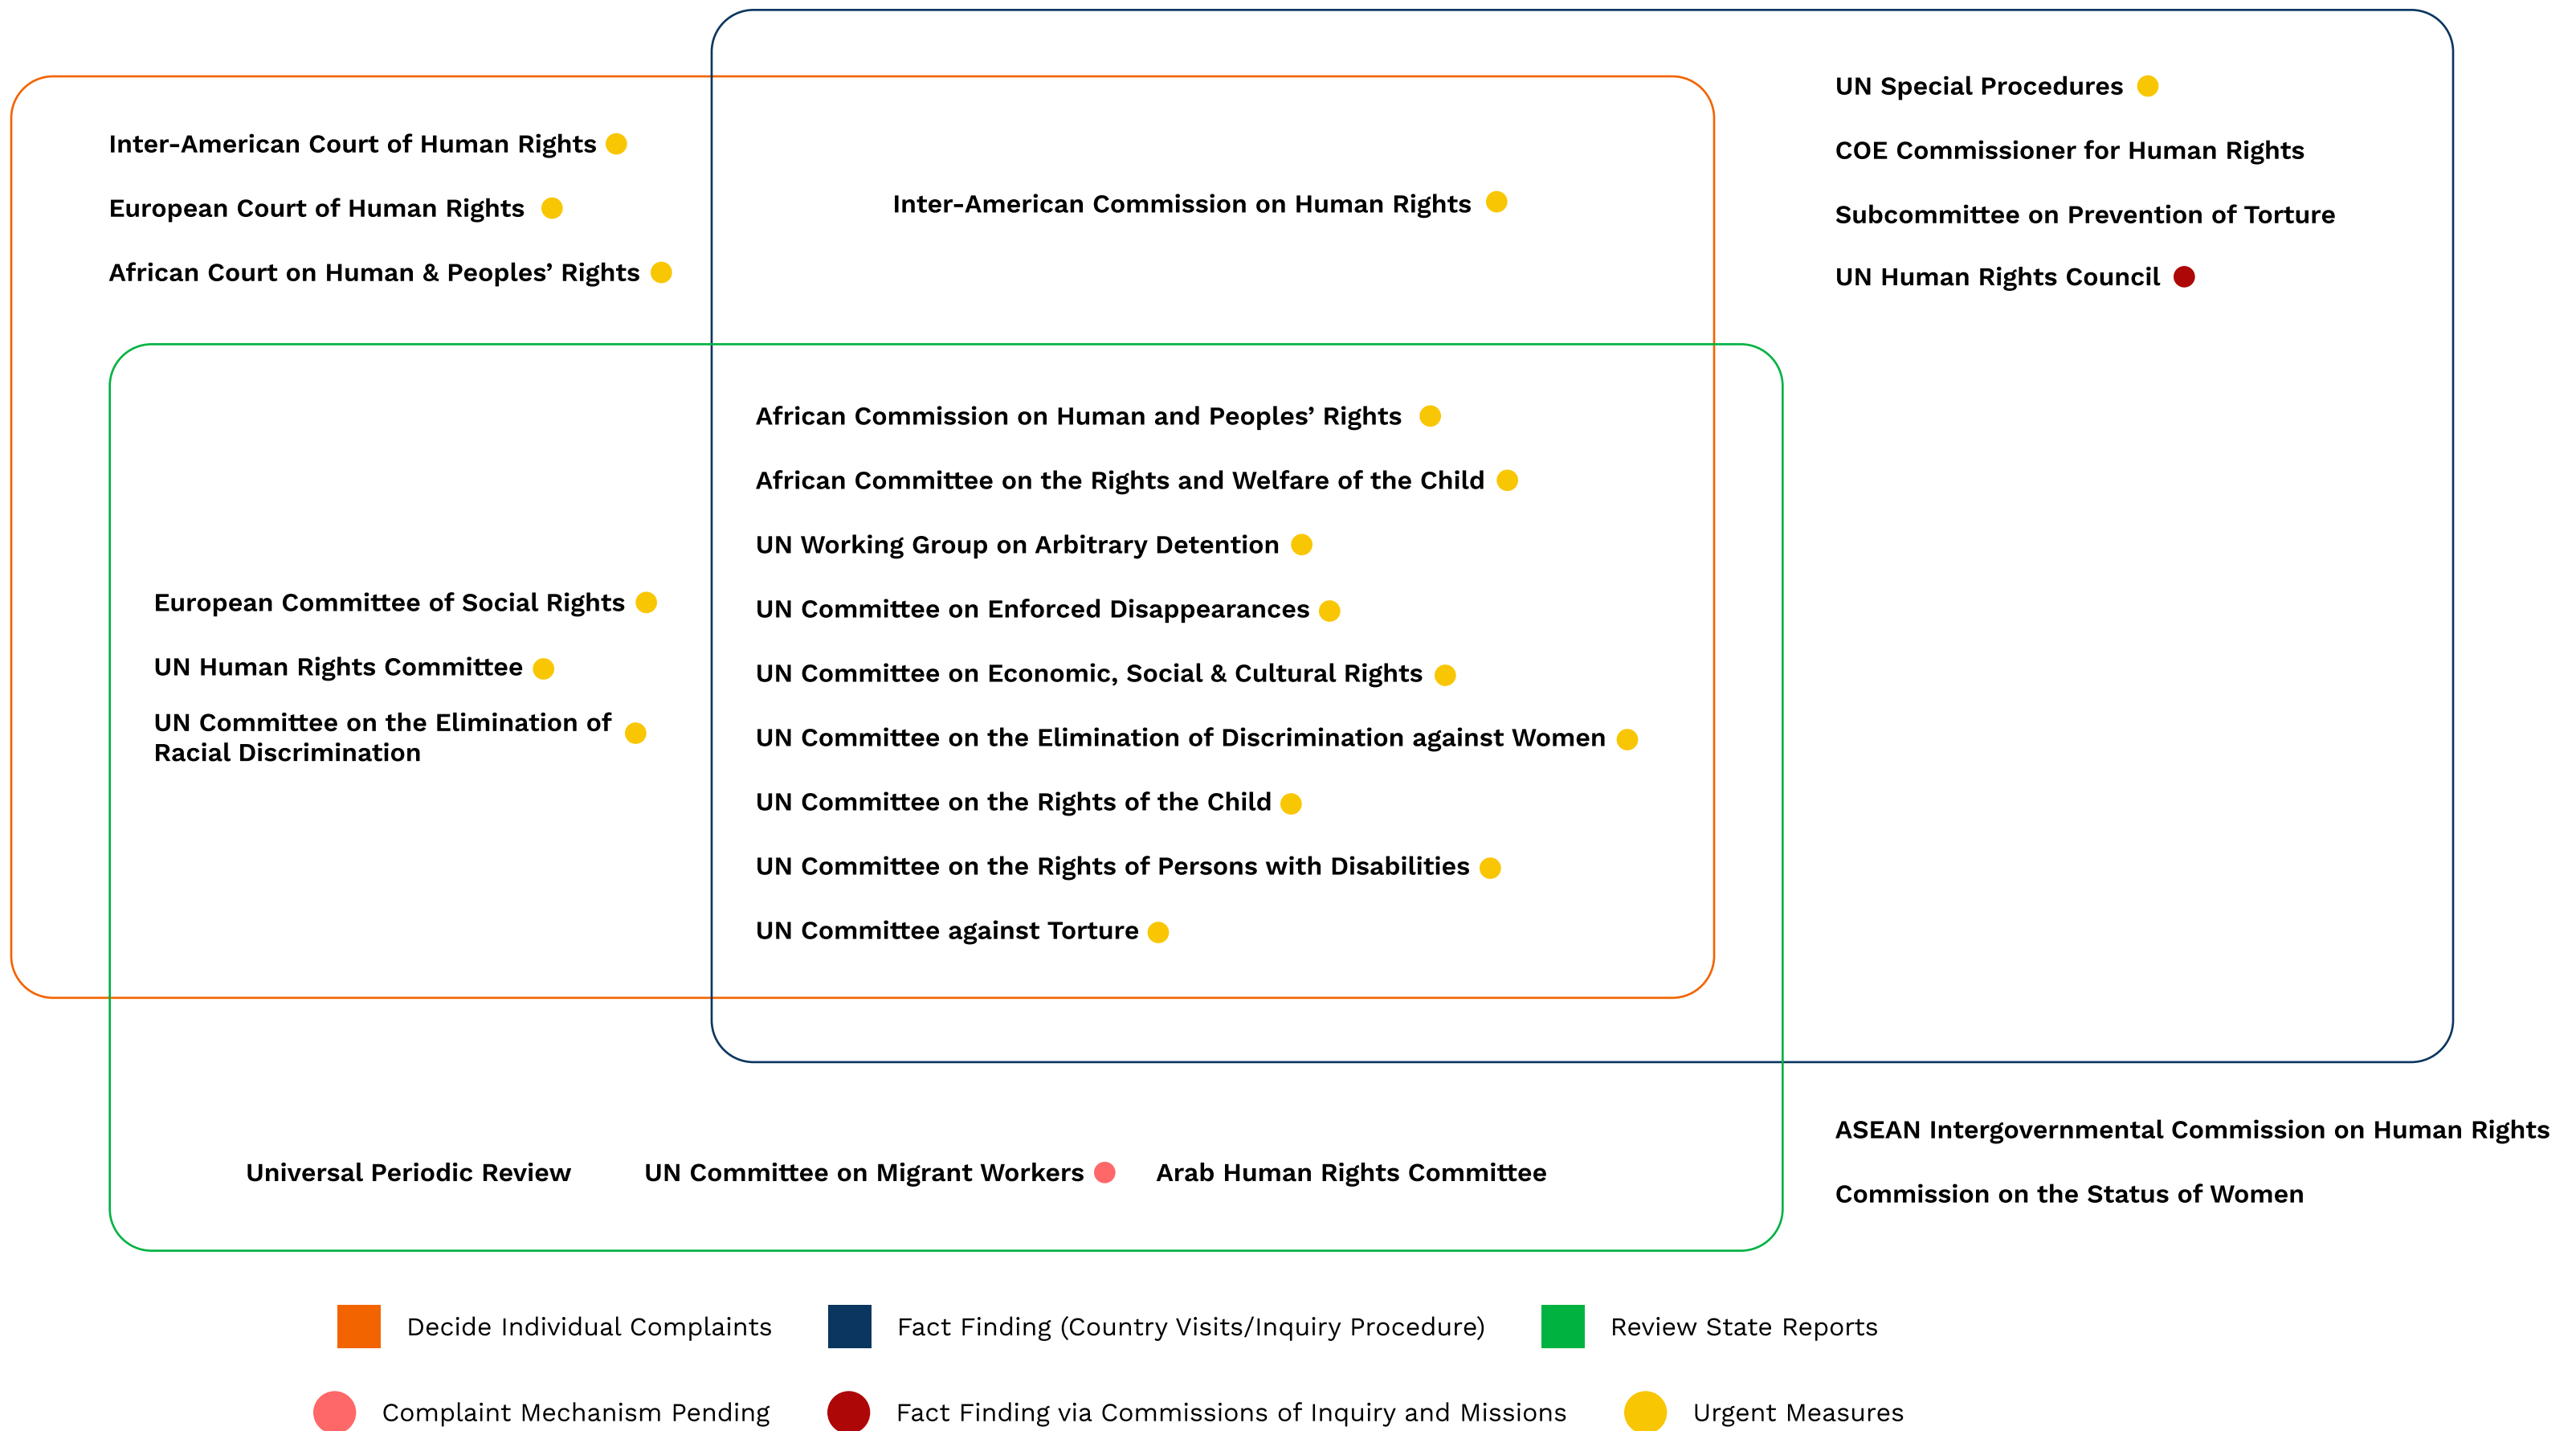 Inter-American Court of Human Rights
European Court of Human Rights
African Court on Human & Peoples’ Rights
Inter-American Commission on Human Rights
UN Special Procedures
COE Commissioner for Human Rights
Subcommittee on Prevention of Torture
UN Human Rights Council
European Committee of Social Rights
UN Human Rights Committee
UN Committee on the Elimination of
Racial Discrimination
African Commission on Human and Peoples’ Rights
African Committee on the Rights and Welfare of the Child
UN Working Group on Arbitrary Detention
UN Committee on Enforced Disappearances
UN Committee on Economic, Social & Cultural Rights
UN Committee on the Elimination of Discrimination against Women
UN Committee on the Rights of the Child
UN Committee on the Rights of Persons with Disabilities
UN Committee against Torture
Universal Periodic Review
UN Committee on Migrant Workers
Arab Human Rights Committee
ASEAN Intergovernmental Commission on Human Rights
Commission on the Status of Women
Decide Individual Complaints
Fact Finding (Country Visits/Inquiry Procedure)
Review State Reports
Complaint Mechanism Pending
Fact Finding via Commissions of Inquiry and Missions
Urgent Measures